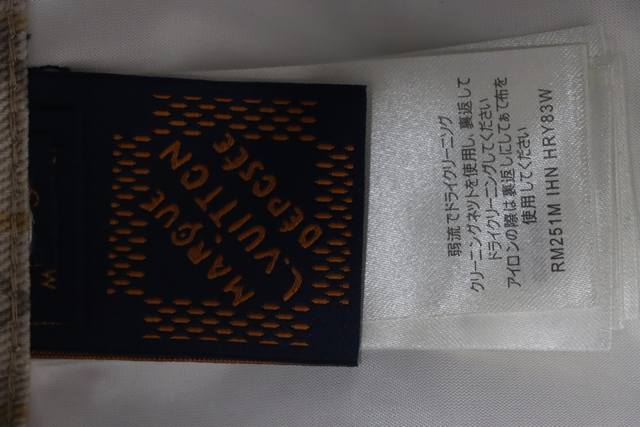 MARQUE
L.VUITTON
DÉPOSÉE
W
弱流でドライクリーニング
クリーニングネットを使用し、裏返して
ドライクリーニングしてください
アイロンの際は裏返しにしてあて布を
使用してください
RM251M IHN HRY83W